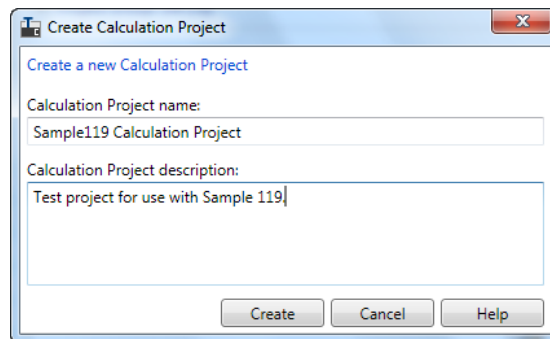 Create Calculation Project
Create a new Calculation Project
Calculation Project name:
Sample119 Calculation Project
Calculation Project description:
Test project for use with Sample 119.
Create Cancel Help